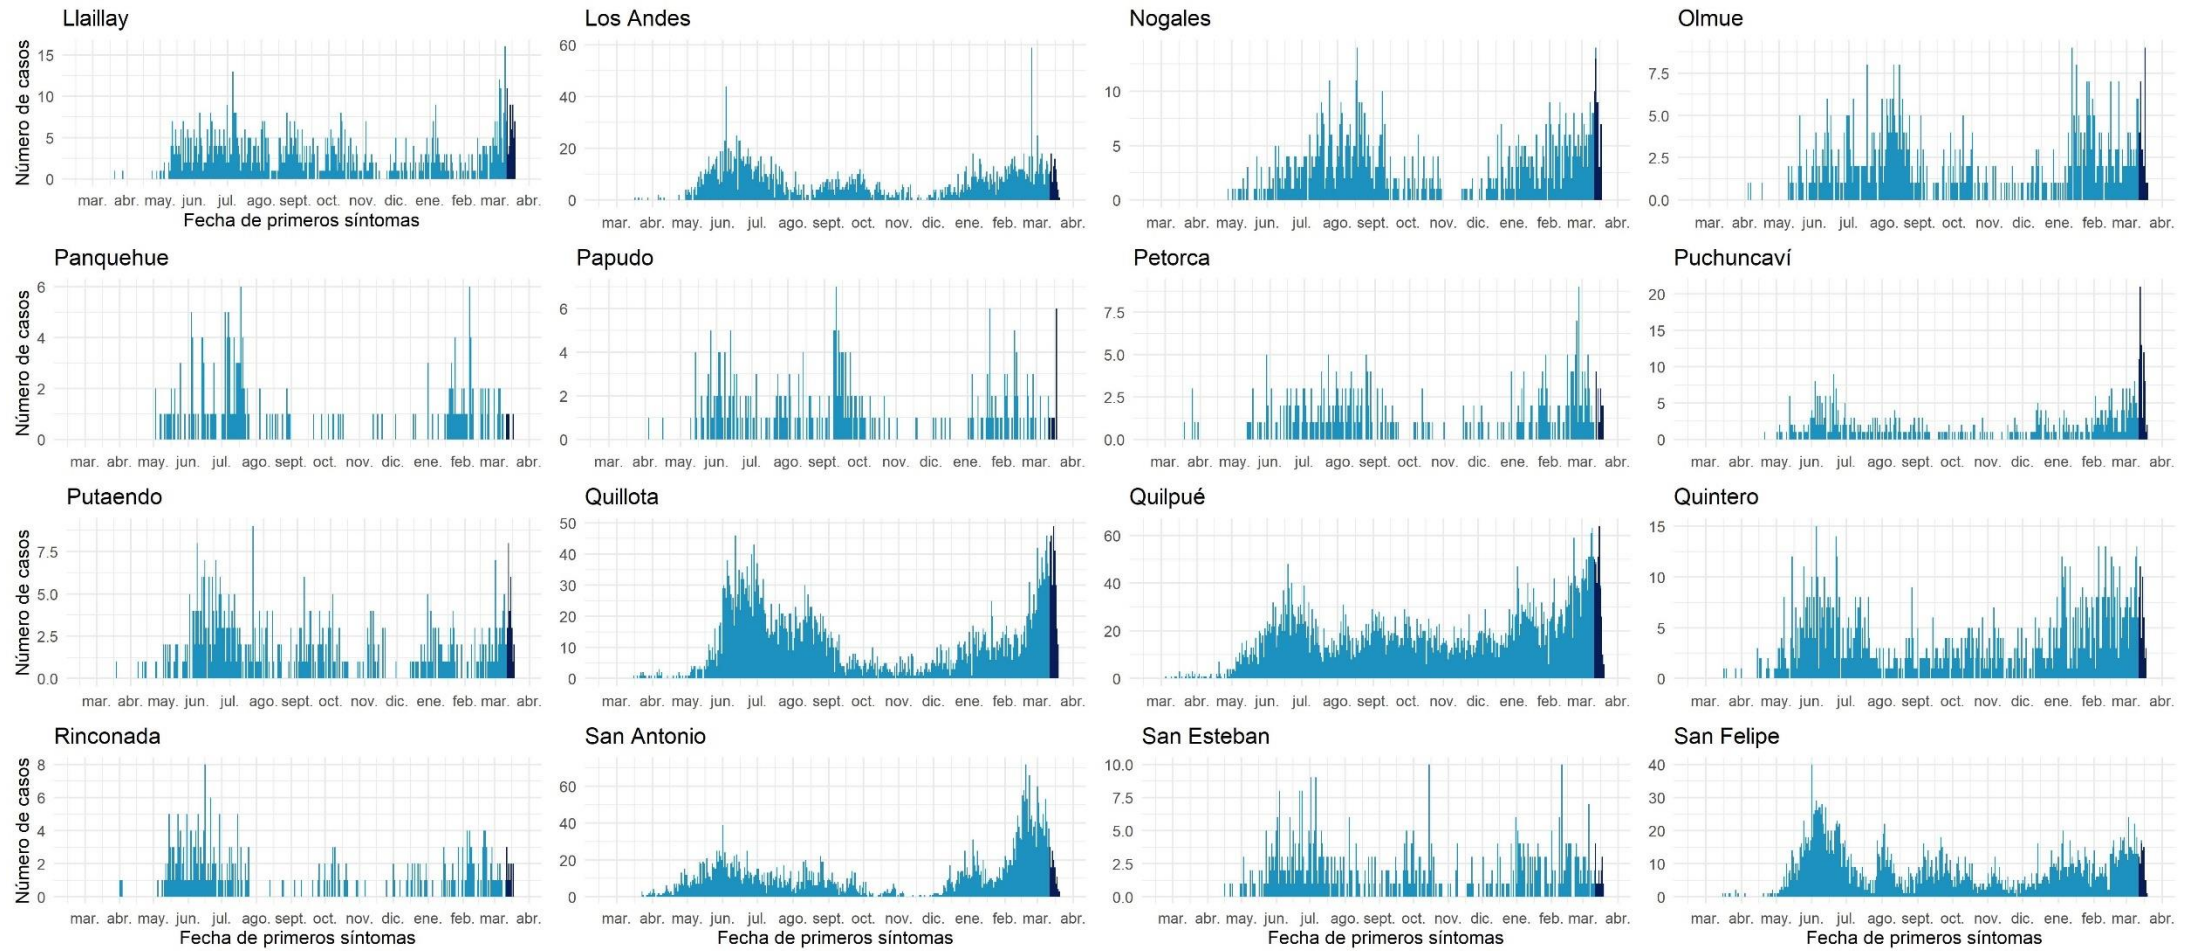 Llaillay
Los Andes
Nogales
Olmue
Número de casos
15
10
5
0
60
40
20
0
10
5
0
7.5
5.0
2.5
0.0
mar. abr. may. jun. jul. ago. sept. oct. nov. dic. ene. feb. mar. abr.
mar. abr. may. jun. jul. ago. sept. oct. nov. dic. ene. feb. mar. abr.
mar. abr. may. jun. jul. ago. sept. oct. nov. dic. ene. feb. mar. abr.
mar. abr. may. jun. jul. ago. sept. oct. nov. dic. ene. feb. mar. abr.
Fecha de primeros síntomas
Panquehue
Papudo
Petorca
Puchuncaví
Número de casos
6
4
2
0
6
4
2
0
7.5
5.0
2.5
0.0
20
15
10
5
0
mar. abr. may. jun. jul. ago. sept. oct. nov. dic. ene. feb. mar. abr.
mar. abr. may. jun. jul. ago. sept. oct. nov. dic. ene. feb. mar. abr.
mar. abr. may. jun. jul. ago. sept. oct. nov. dic. ene. feb. mar. abr.
mar. abr. may. jun. jul. ago. sept. oct. nov. dic. ene. feb. mar. abr.
Putaendo
Quillota
Quilpué
Quintero
Número de casos
7.5
5.0
2.5
0.0
50
40
30
20
10
0
60
40
20
0
15
10
5
0
mar. abr. may. jun. jul. ago. sept. oct. nov. dic. ene. feb. mar. abr.
mar. abr. may. jun. jul. ago. sept. oct. nov. dic. ene. feb. mar. abr.
mar. abr. may. jun. jul. ago. sept. oct. nov. dic. ene. feb. mar. abr.
mar. abr. may. jun. jul. ago. sept. oct. nov. dic. ene. feb. mar. abr.
Rinconada
San Antonio
San Esteban
San Felipe
Número de casos
8
6
4
2
0
60
40
20
0
10.0
7.5
5.0
2.5
0.0
40
30
20
10
0
mar. abr. may. jun. jul. ago. sept. oct. nov. dic. ene. feb. mar. abr.
mar. abr. may. jun. jul. ago. sept. oct. nov. dic. ene. feb. mar. abr.
mar. abr. may. jun. jul. ago. sept. oct. nov. dic. ene. feb. mar. abr.
mar. abr. may. jun. jul. ago. sept. oct. nov. dic. ene. feb. mar. abr.
Fecha de primeros síntomas
Fecha de primeros síntomas
Fecha de primeros síntomas
Fecha de primeros síntomas